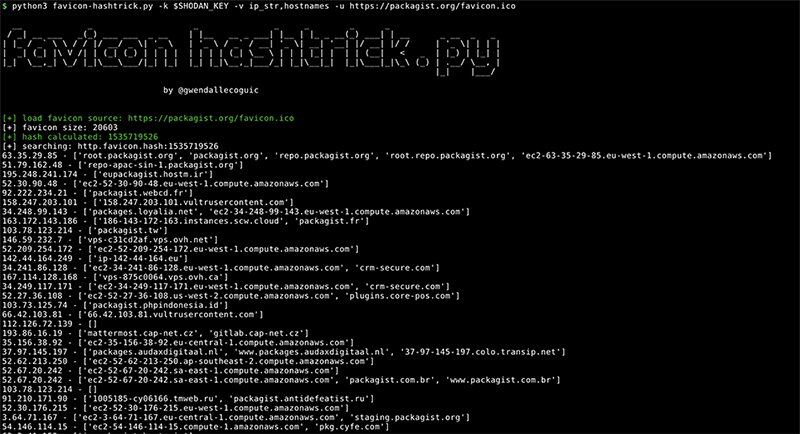 $ python3 favicon-hashtrick.py -k $SHODAN_KEY -v ip_str,hostnames -u https://packagist.org/favicon.ico
favicon hashtrick.py
by @gwendallecoguic
[+] load favicon source: https://packagist.org/favicon.ico
[+] favicon size: 20603
[+] hash calculated: 1535719526
[+] searching: http.favicon.hash:1535719526
63.35.29.85 - ['root.packagist.org', 'packagist.org', 'repo.packagist.org', 'root.repo.packagist.org', 'ec2-63-35-29-85.eu-west-1.compute.amazonaws.com']
51.79.162.48 - ['repo-apac-sin-1.packagist.org']
195.248.241.174 - ['eupackagist.hostm.ir']
52.30.90.48 - ['ec2-52-30-90-48.eu-west-1.compute.amazonaws.com']
92.222.234.21 - ['packagist.webcd.fr']
158.247.203.101 - ['158.247.203.101.vultrusercontent.com']
34.248.99.143 - ['packages.loyalia.net', 'ec2-34-248-99-143.eu-west-1.compute.amazonaws.com']
163.172.143.186 - ['186-143-172-163.instances.scw.cloud', 'packagist.fr']
103.78.123.214 - ['packagist.tw']
146.59.232.7 - ['vps-c31cd2af.vps.ovh.net']
52.209.254.172 - ['ec2-52-209-254-172.eu-west-1.compute.amazonaws.com']
142.44.164.249 - ['ip-142-44-164.eu']
34.241.86.128 - ['ec2-34-241-86-128.eu-west-1.compute.amazonaws.com', 'crm-secure.com']
167.114.128.168 - ['vps-875c0064.vps.ovh.ca']
34.249.117.171 - ['ec2-34-249-117-171.eu-west-1.compute.amazonaws.com', 'crm-secure.com']
52.27.36.108 - ['ec2-52-27-36-108.us-west-2.compute.amazonaws.com', 'plugins.core-pos.com']
103.73.125.74 - ['packagist.phpindonesia.id']
66.42.103.81 - ['66.42.103.81.vultrusercontent.com']
112.126.72.139 - []
193.86.16.19 - ['mattermost.cap-net.cz', 'gitlab.cap-net.cz']
35.156.38.92 - ['ec2-35-156-38-92.eu-central-1.compute.amazonaws.com']
37.97.145.197 - ['packages.audaxdigitaal.nl', 'www.packages.audaxdigitaal.nl', '37-97-145-197.colo.transip.net']
52.62.213.250 - ['ec2-52-62-213-250.ap-southeast-2.compute.amazonaws.com']
52.67.20.242 - ['ec2-52-67-20-242.sa-east-1.compute.amazonaws.com']
52.67.20.242 - ['ec2-52-67-20-242.sa-east-1.compute.amazonaws.com', 'packagist.com.br', 'www.packagist.com.br']
103.78.123.214 - []
91.210.171.90 - ['1005185-cy06166.tmweb.ru', 'packagist.antidefeatist.ru']
52.30.176.215 - ['ec2-52-30-176-215.eu-west-1.compute.amazonaws.com']
3.64.71.167 - ['ec2-3-64-71-167.eu-central-1.compute.amazonaws.com', 'staging.packagist.org']
54.146.114.15 - ['ec2-54-146-114-15.compute-1.amazonaws.com', 'pkg.cyfe.com']